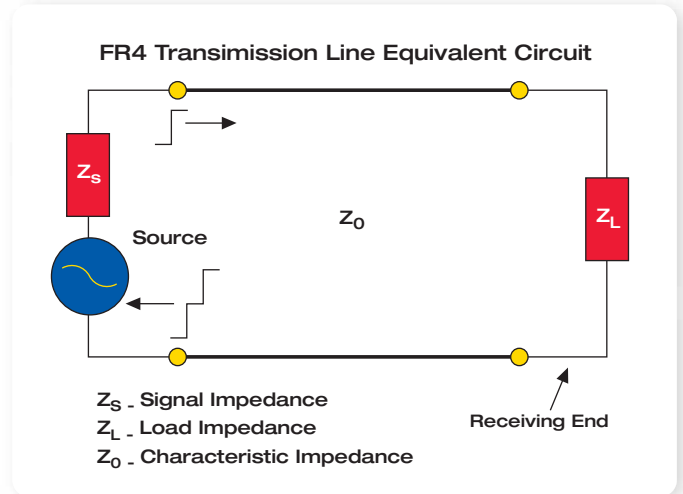 FR4 Transimission Line Equivalent Circuit
ZS
Source
Z0
ZL
ZS - Signal Impedance
ZL - Load Impedance
Z0 - Characteristic Impedance
Receiving End